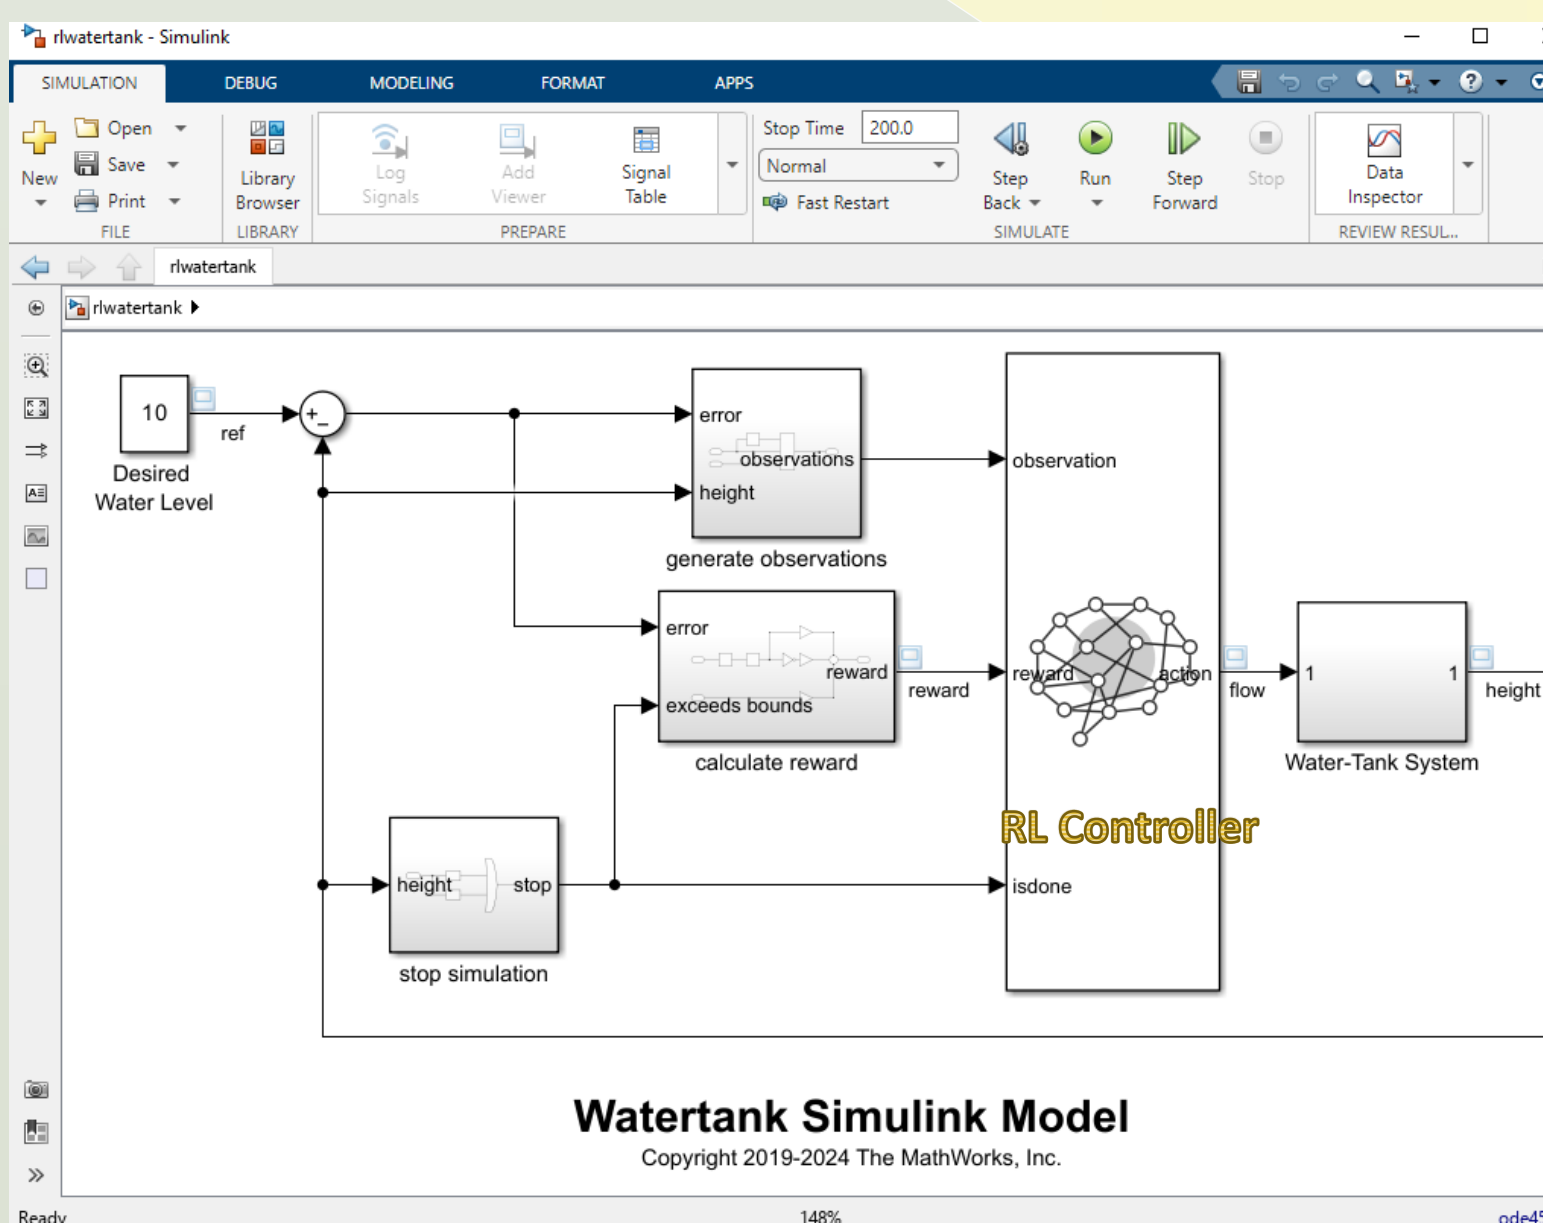 rlwatertank - Simulink
SIMULATION DEBUG MODELING FORMAT APPS
New
Open
Save
Print
FILE
Library
Browser
LIBRARY
Log
Signals
Add
Viewer
Signal
Table
PREPARE
Stop Time 200.0
Normal
Fast Restart
Step
Back
Run
Step
Forward
Stop
SIMULATE
Data
Inspector
REVIEW RESUL...
rlwatertank
rlwatertank
10
ref
Desired
Water Level
+
−
error
observations
height
generate observations
error
reward
exceeds bounds
calculate reward
reward
height
stop
stop simulation
observation
reward
action
RL Controller
isdone
flow
1
1
Water-Tank System
height
Watertank Simulink Model
Copyright 2019-2024 The MathWorks, Inc.
Ready
148%
ode45